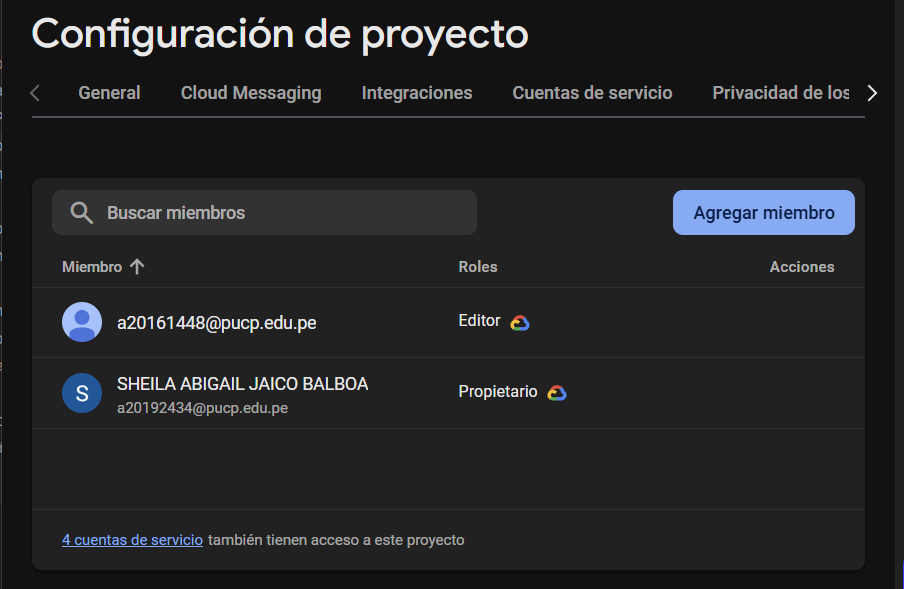 Configuración de proyecto
General Cloud Messaging Integraciones Cuentas de servicio Privacidad de los
Buscar miembros
Agregar miembro
Miembro Roles Acciones
a20161448@pucp.edu.pe Editor
S SHEILA ABIGAIL JAICO BALBOA Propietario
a20192434@pucp.edu.pe
4 cuentas de servicio también tienen acceso a este proyecto